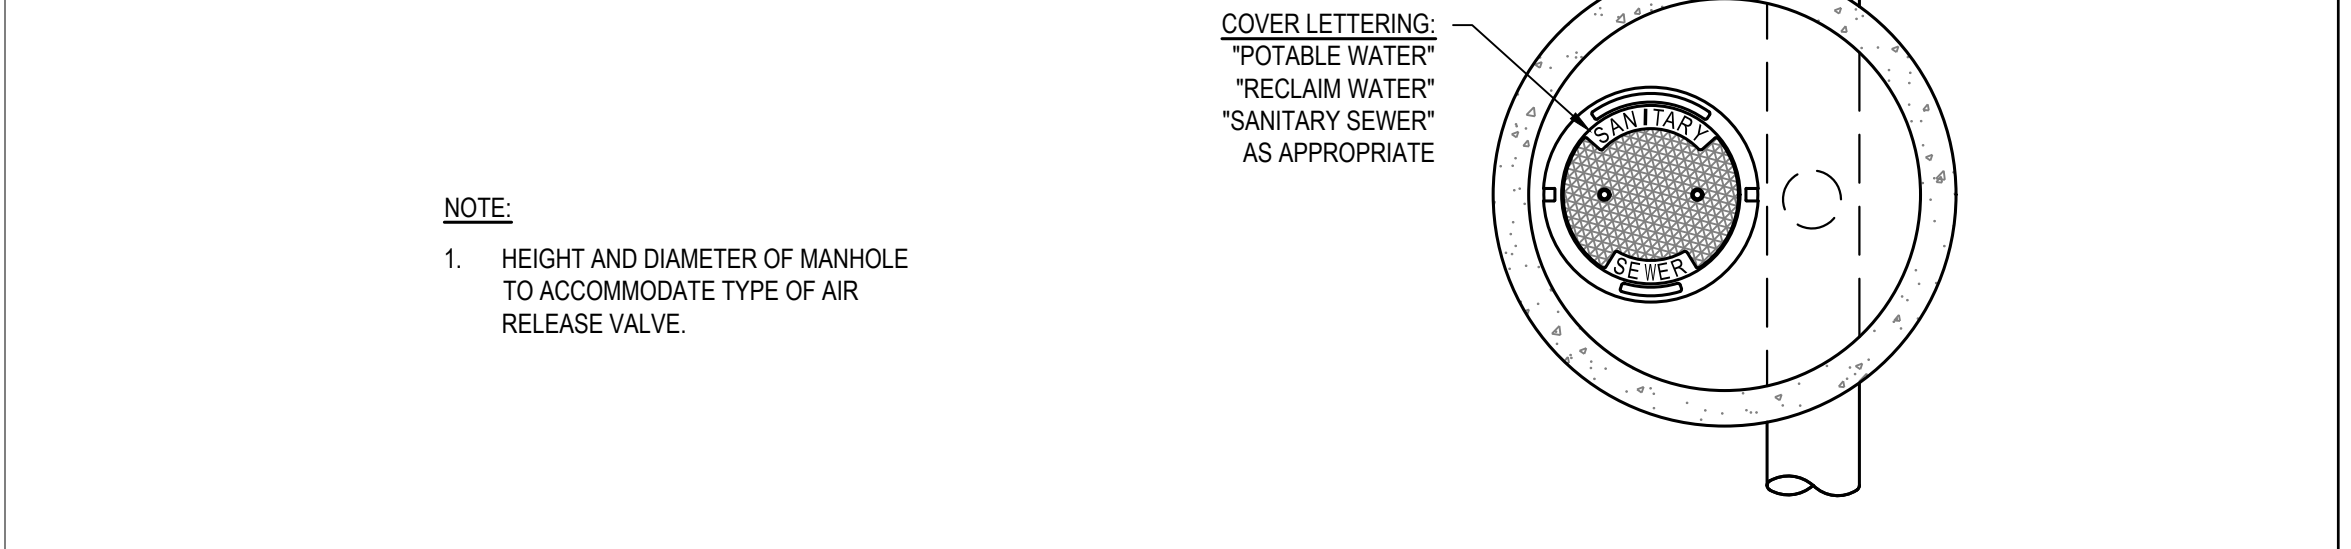 COVER LETTERING:
"POTABLE WATER"
"RECLAIM WATER"
"SANITARY SEWER"
AS APPROPRIATE
SANITARY
SEWER
NOTE:
1. HEIGHT AND DIAMETER OF MANHOLE
TO ACCOMMODATE TYPE OF AIR
RELEASE VALVE.